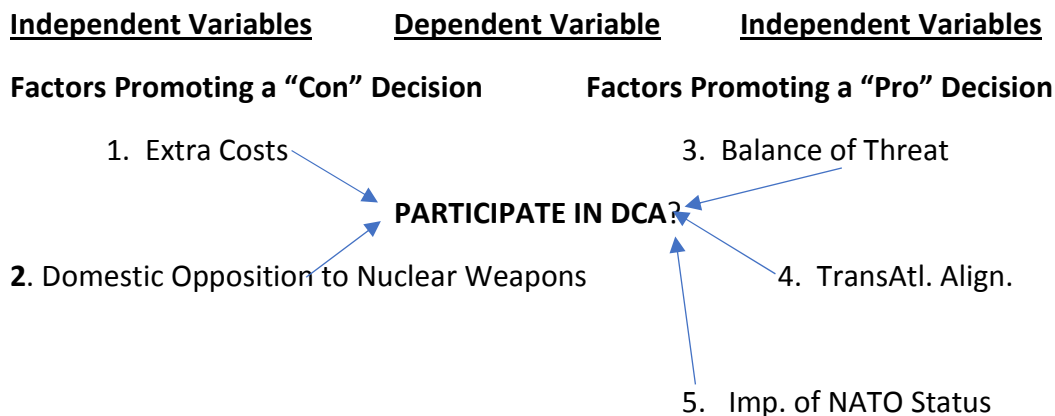 Independent Variables Dependent Variable Independent Variables
Factors Promoting a “Con” Decision Factors Promoting a “Pro” Decision
1. Extra Costs 3. Balance of Threat
PARTICIPATE IN DCA?
2. Domestic Opposition to Nuclear Weapons 4. TransAtl. Align.
5. Imp. of NATO Status